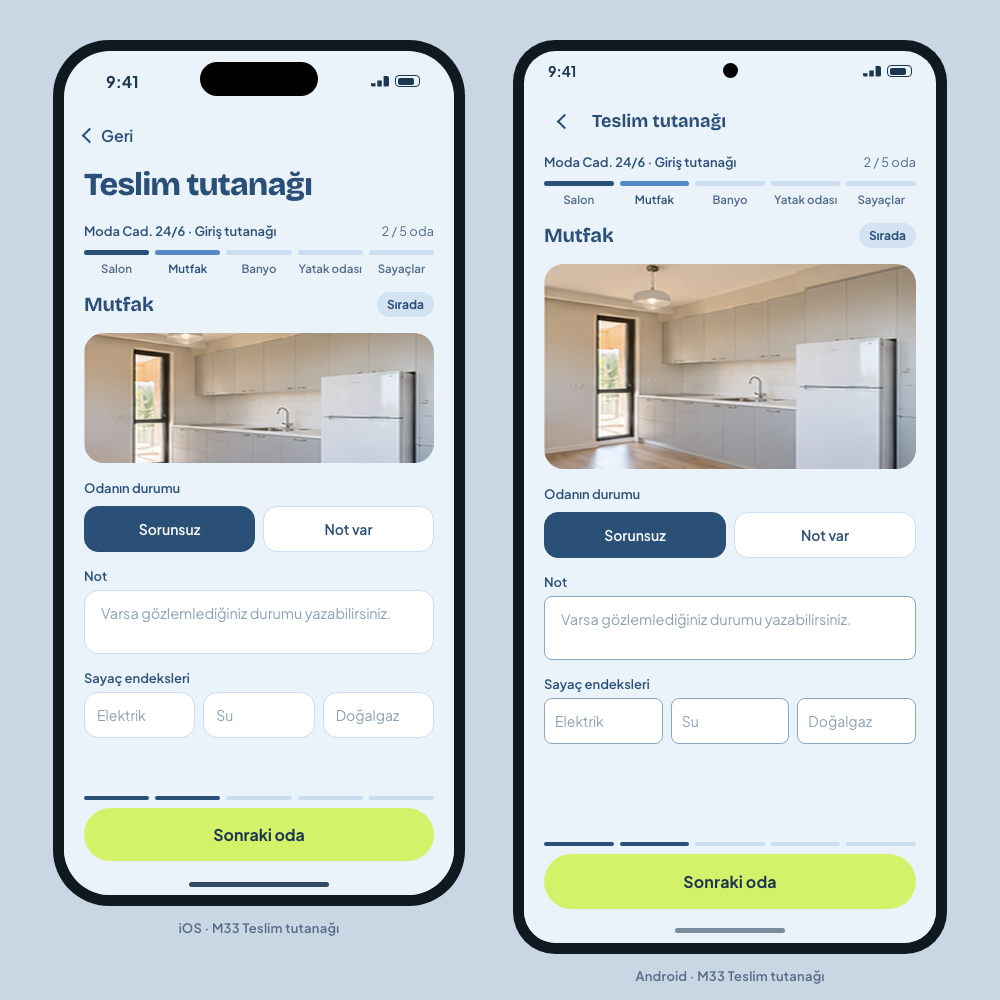 9:41
Geri
Teslim tutanağı
Moda Cad. 24/6 · Giriş tutanağı 2 / 5 oda
Salon Mutfak Banyo Yatak odası Sayaçlar
Mutfak Sırada
Odanın durumu
Sorunsuz Not var
Not
Varsa gözlemlediğiniz durumu yazabilirsiniz.
Sayaç endeksleri
Elektrik Su Doğalgaz
Sonraki oda
iOS · M33 Teslim tutanağı
9:41
Teslim tutanağı
Moda Cad. 24/6 · Giriş tutanağı 2 / 5 oda
Salon Mutfak Banyo Yatak odası Sayaçlar
Mutfak Sırada
Odanın durumu
Sorunsuz Not var
Not
Varsa gözlemlediğiniz durumu yazabilirsiniz.
Sayaç endeksleri
Elektrik Su Doğalgaz
Sonraki oda
Android · M33 Teslim tutanağı